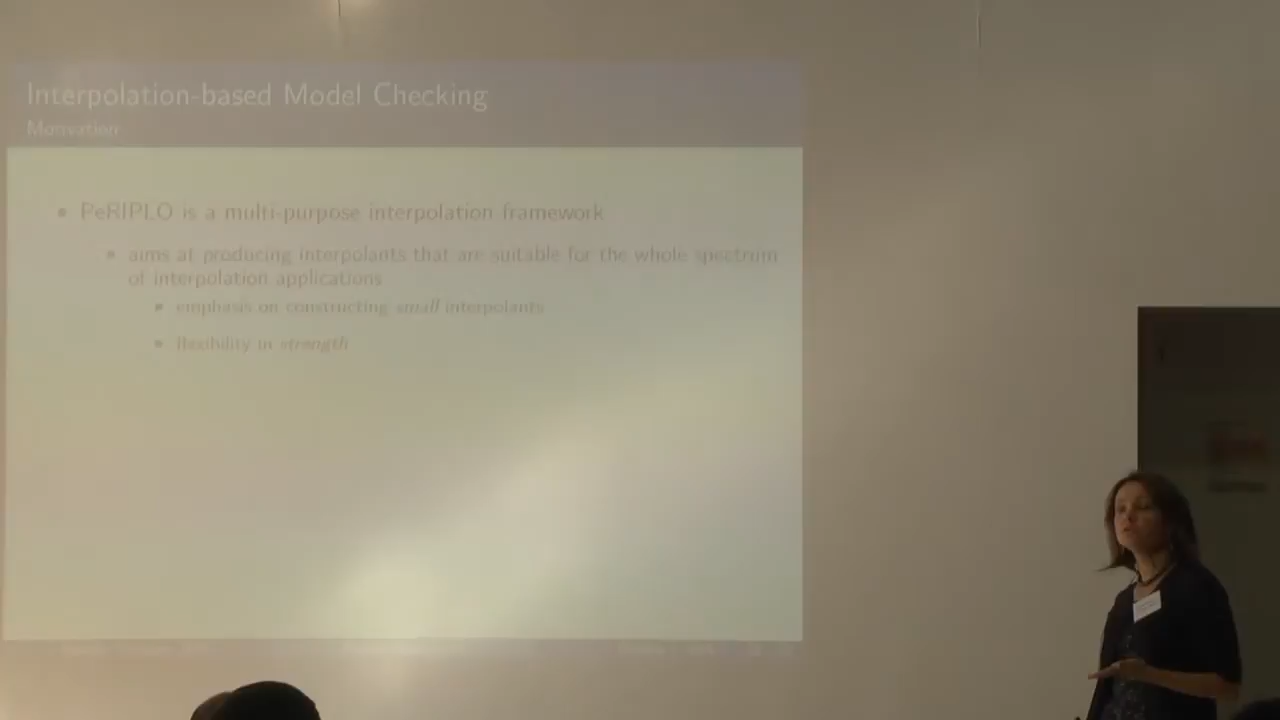 Interpolation-based Model Checking
Motivation
PeRIPLO is a multi-purpose interpolation framework
aims at producing interpolants that are suitable for the whole spectrum
of interpolation applications
emphasis on constructing small interpolants
flexibility in strength